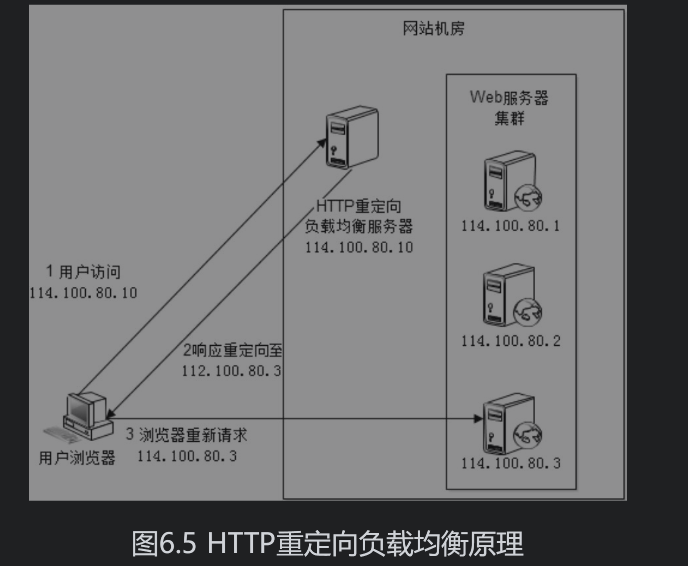 网站机房
Web服务器
集群
114.100.80.1
114.100.80.2
114.100.80.3
HTTP重定向
负载均衡服务器
114.100.80.10
1 用户访问
114.100.80.10
2响应重定向至
112.100.80.3
3 浏览器重新请求
114.100.80.3
用户浏览器
图6.5 HTTP重定向负载均衡原理